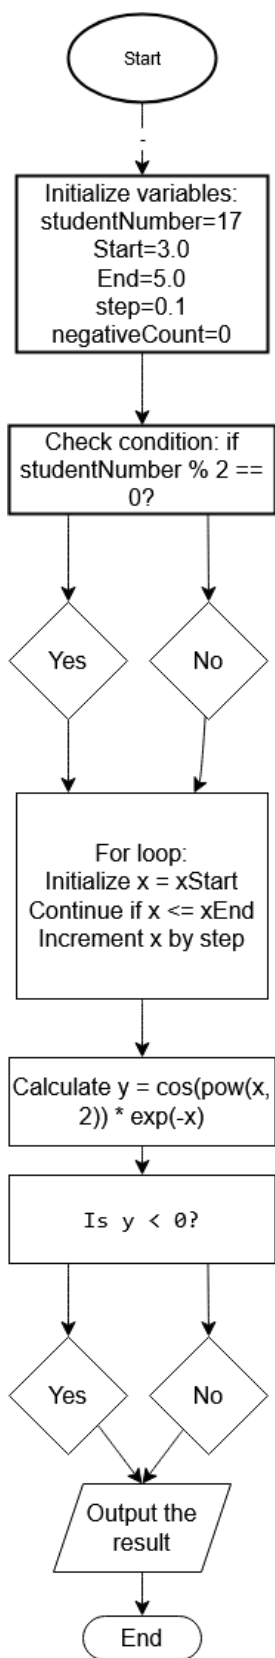 Start
Initialize variables:
studentNumber=17
Start=3.0
End=5.0
step=0.1
negativeCount=0
Check condition: if
studentNumber % 2 ==
0?
Yes
No
For loop:
Initialize x = xStart
Continue if x <= xEnd
Increment x by step
Calculate y = cos(pow(x,
2)) * exp(-x)
Is y < 0?
Yes
No
Output the
result
End